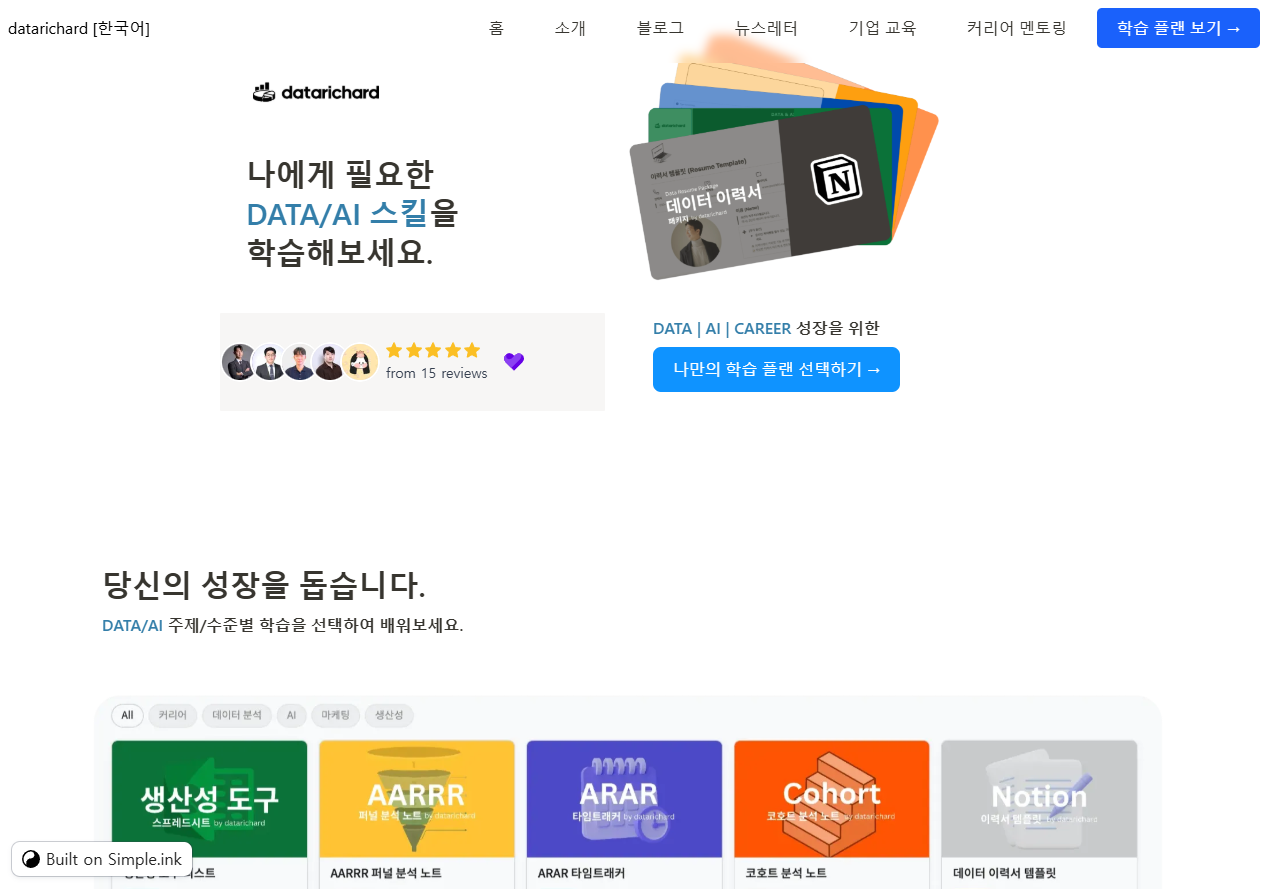 datarichard [한국어]
홈
소개
블로그
뉴스레터
기업 교육
커리어 멘토링
학습 플랜 보기 →
datarichard
나에게 필요한
DATA/AI 스킬을
학습해보세요.
datarichard
이력서 템플릿 (Resume Template)
Data Resume Package
데이터 이력서
패키지 by datarichard
from 15 reviews
DATA | AI | CAREER 성장을 위한
나만의 학습 플랜 선택하기 →
당신의 성장을 돕습니다.
DATA/AI 주제/수준별 학습을 선택하여 배워보세요.
All
커리어
데이터 분석
AI
마케팅
생산성
생산성 도구
스프레드시트 by datarichard
AARRR
퍼널 분석 노트 by datarichard
ARAR
타임트래커 by datarichard
Cohort
코호트 분석 노트 by datarichard
Notion
이력서 템플릿 by datarichard
AARRR 퍼널 분석 노트
ARAR 타임트래커
코호트 분석 노트
데이터 이력서 템플릿
Built on Simple.ink